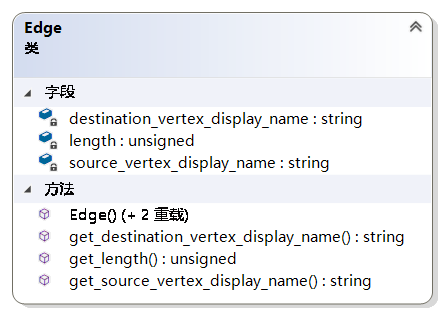 Edge
类
字段
destination_vertex_display_name : string
length : unsigned
source_vertex_display_name : string
方法
Edge() (+ 2 重载)
get_destination_vertex_display_name() : string
get_length() : unsigned
get_source_vertex_display_name() : string